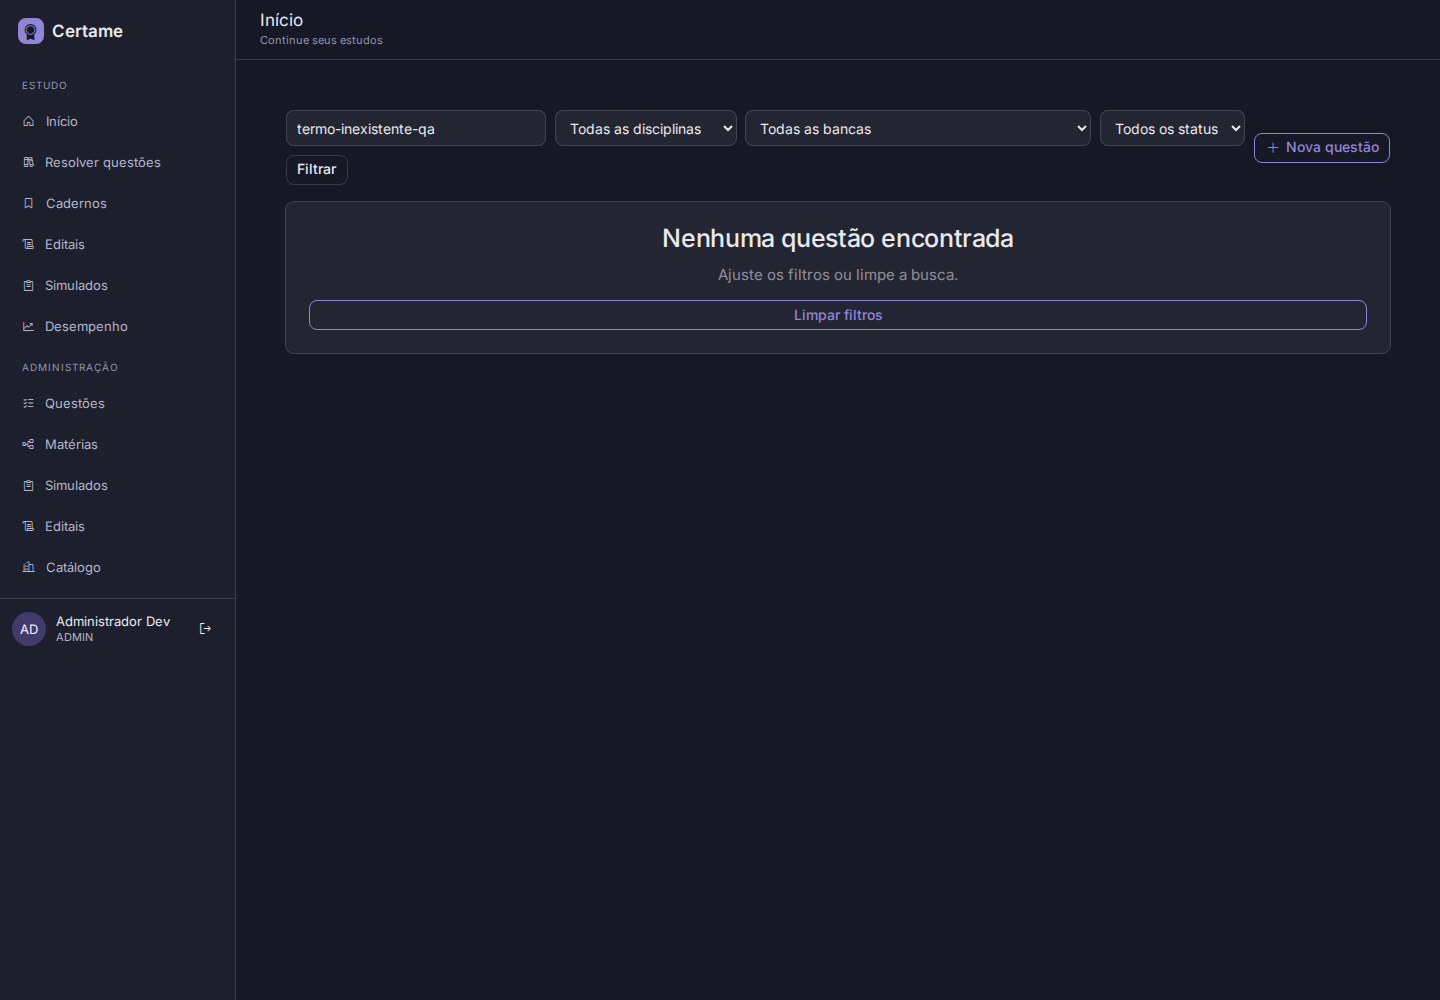 Certame
ESTUDO
Início
Resolver questões
Cadernos
Editais
Simulados
Desempenho
ADMINISTRAÇÃO
Questões
Matérias
Simulados
Editais
Catálogo
AD
Administrador Dev
ADMIN
Início
Continue seus estudos
termo-inexistente-qa
Todas as disciplinas
Todas as bancas
Todos os status
Filtrar
Nova questão
Nenhuma questão encontrada
Ajuste os filtros ou limpe a busca.
Limpar filtros